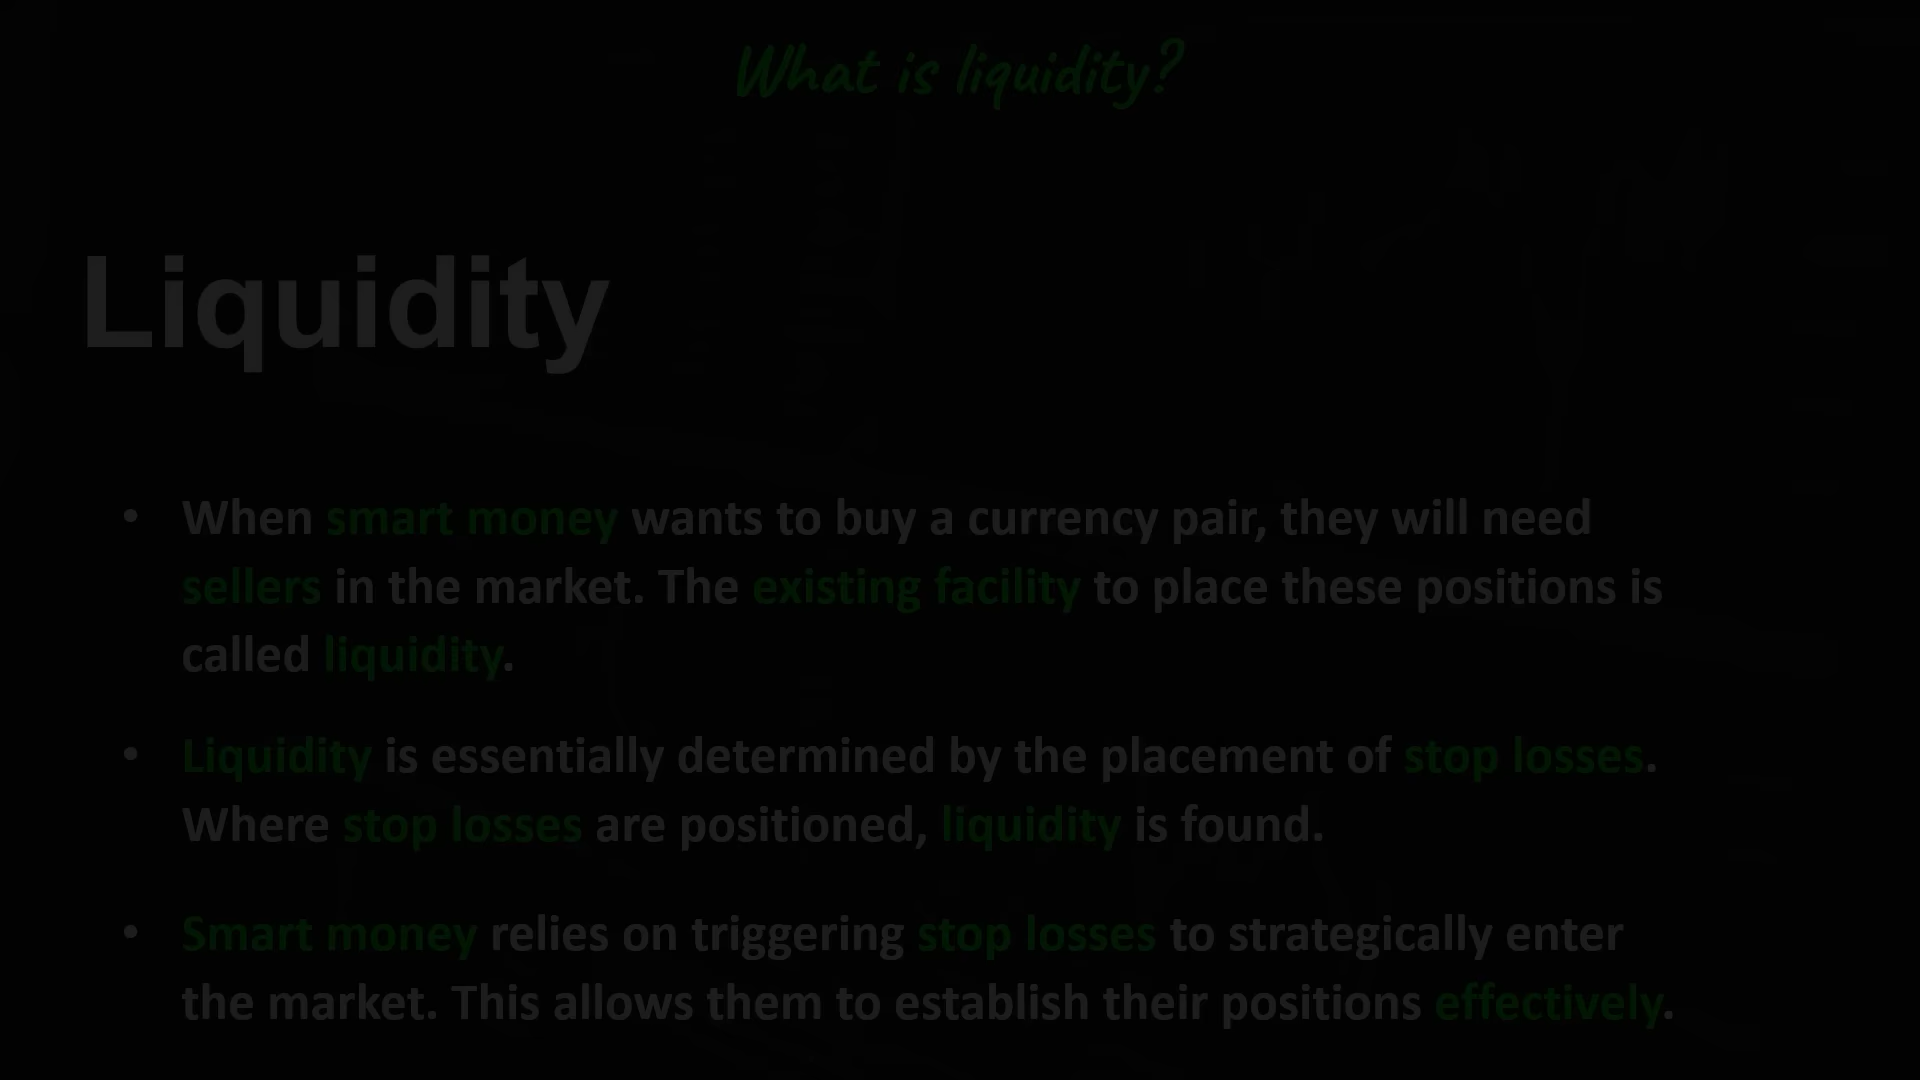 What is liquidity?
Liquidity
• When smart money wants to buy a currency pair, they will need
sellers in the market. The existing facility to place these positions is
called liquidity.
• Liquidity is essentially determined by the placement of stop losses.
Where stop losses are positioned, liquidity is found.
• Smart money relies on triggering stop losses to strategically enter
the market. This allows them to establish their positions effectively.